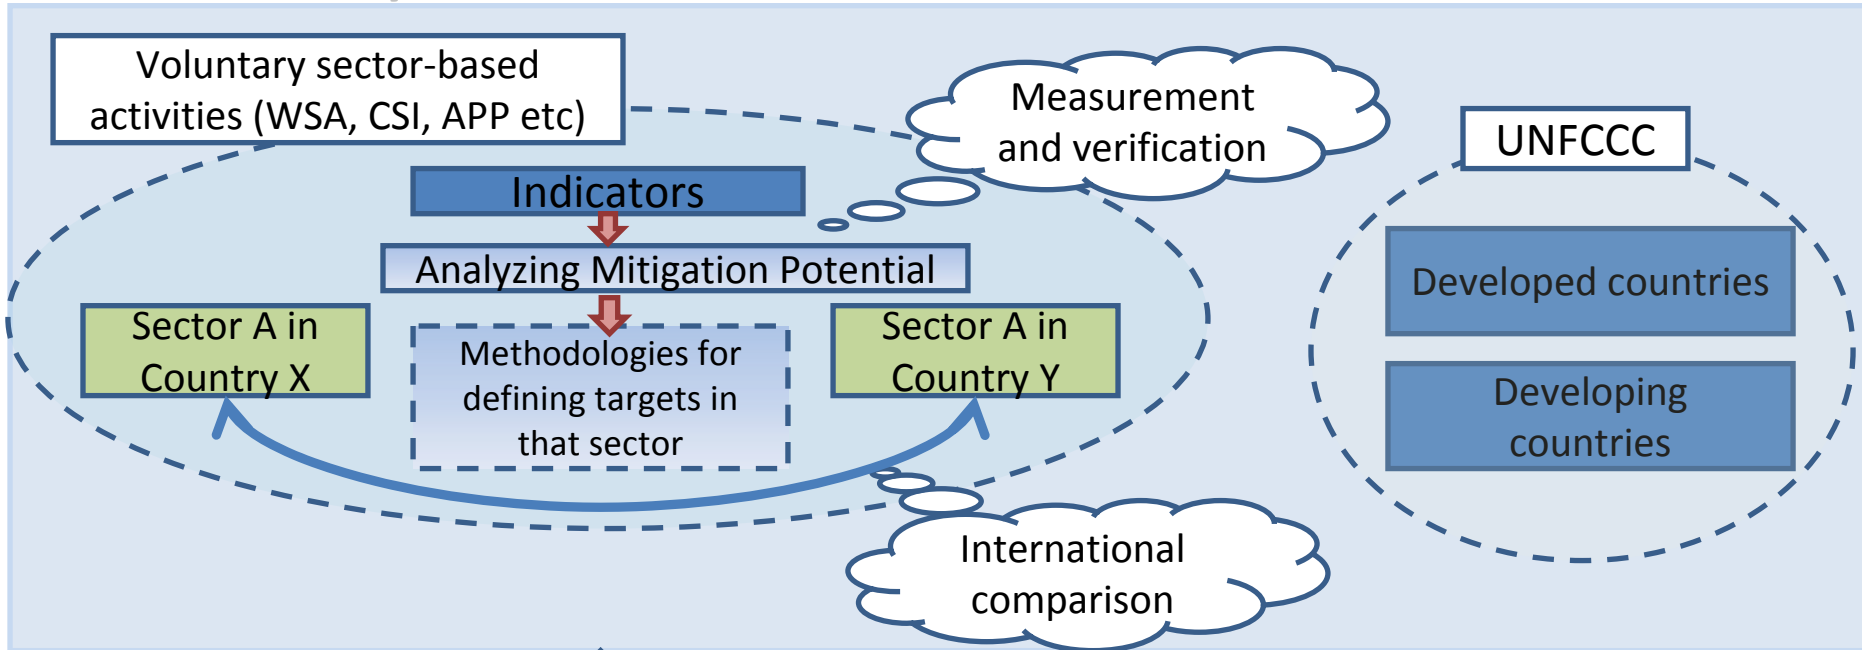 Voluntary sector-based
activities (WSA, CSI, APP etc)
Measurement
and verification
UNFCCC
Indicators
Analyzing Mitigation Potential
Sector A in
Country X
Methodologies for
defining targets in
that sector
Sector A in
Country Y
Developed countries
Developing
countries
International
comparison